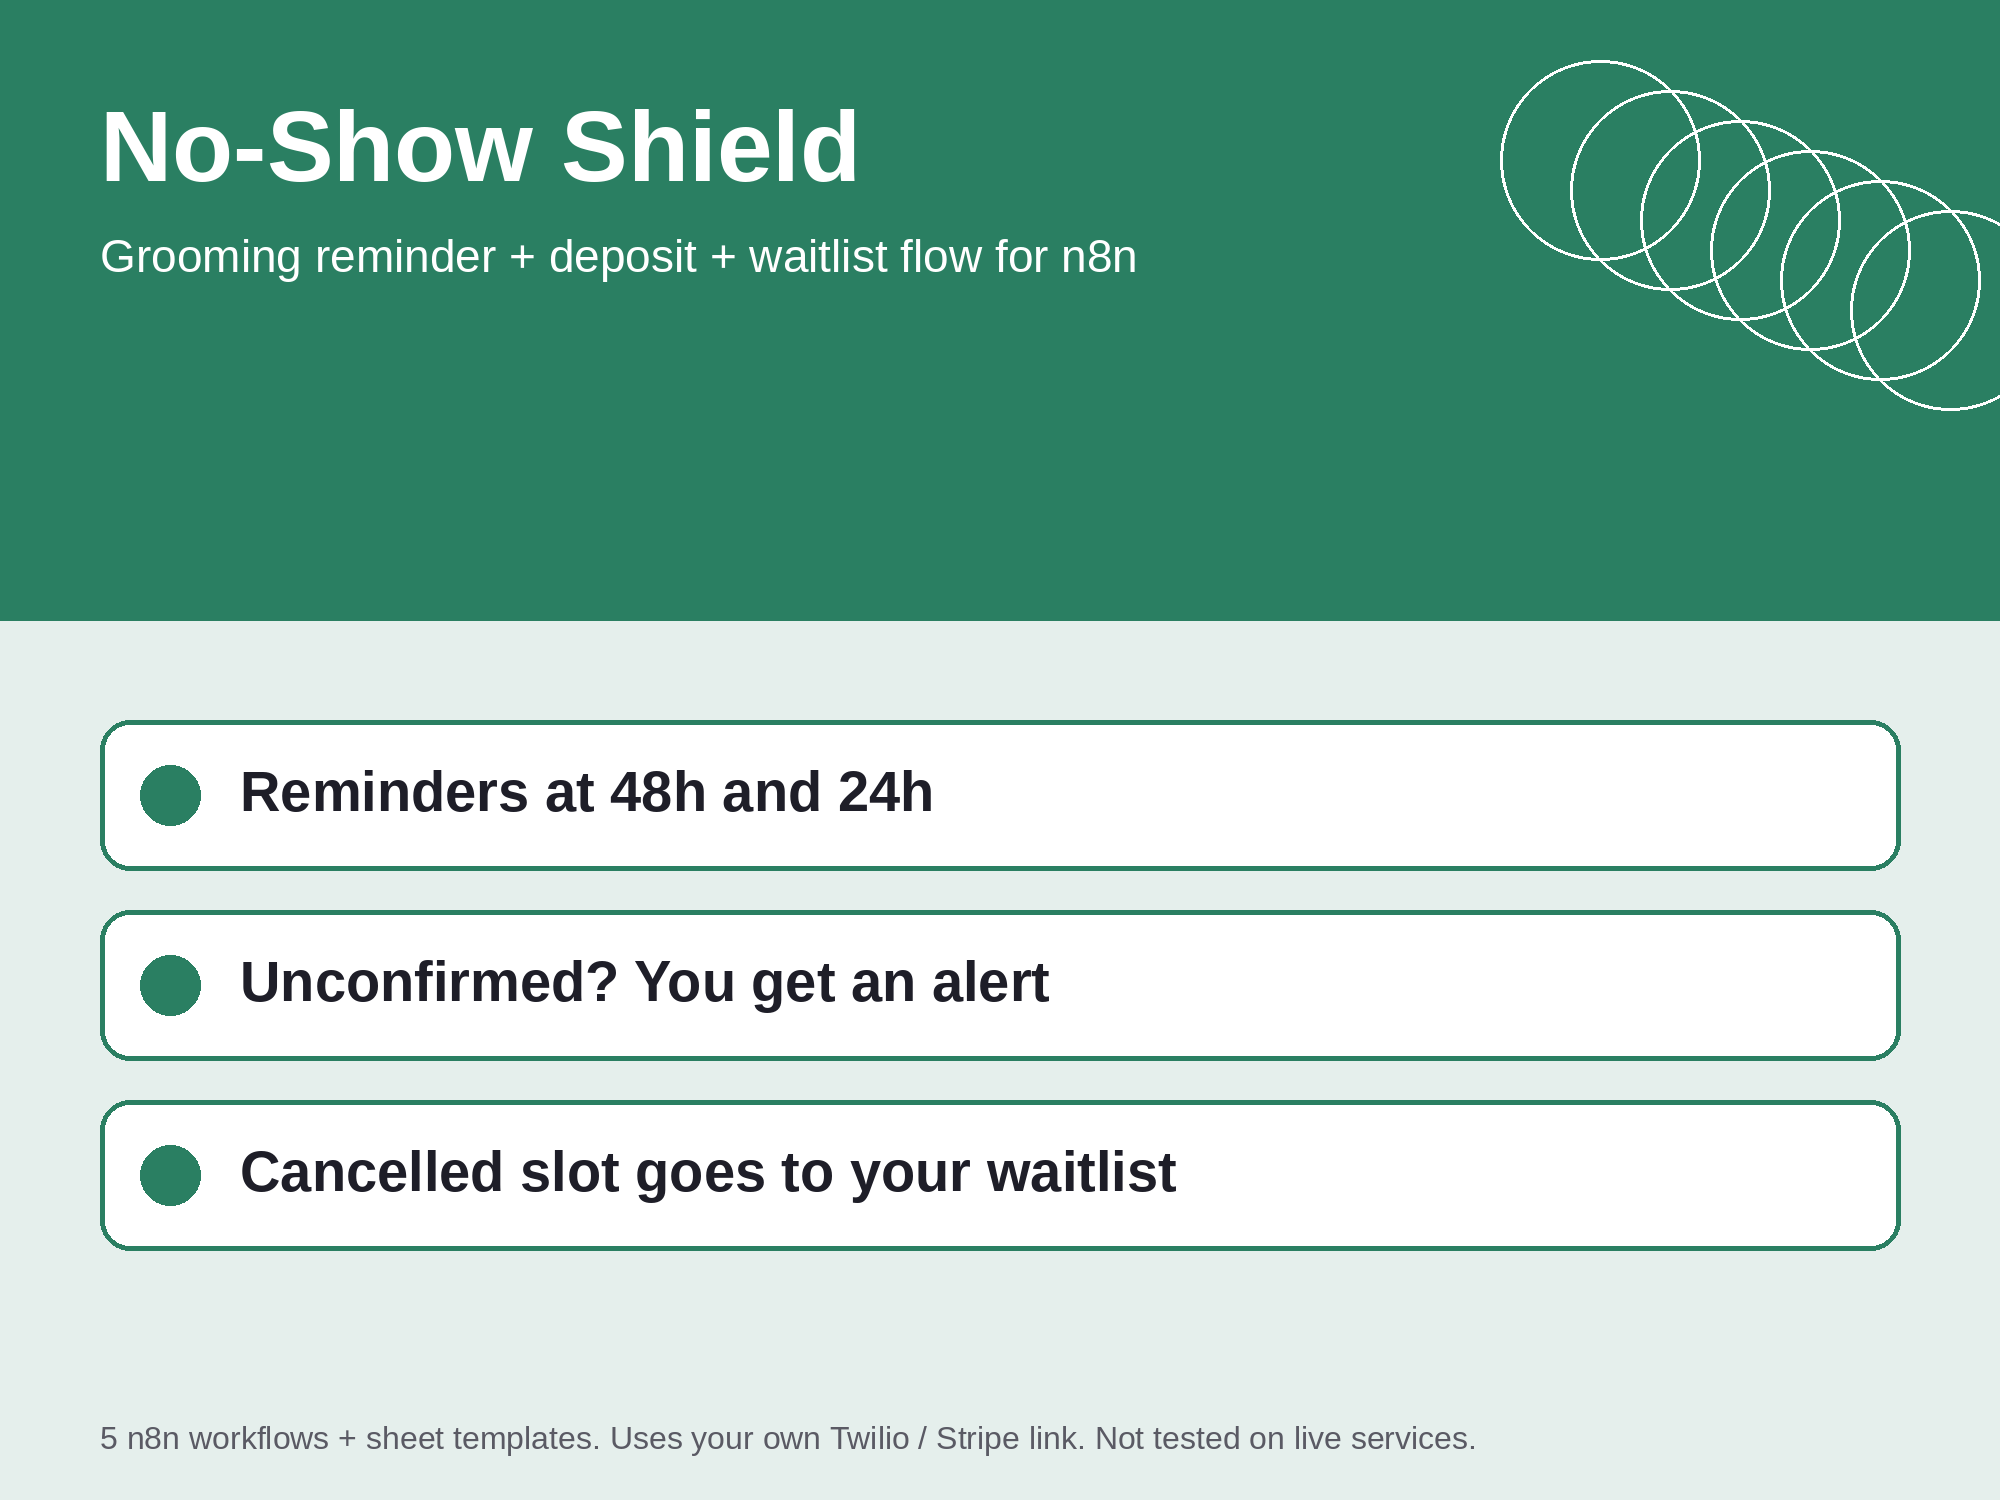 No-Show Shield
Grooming reminder + deposit + waitlist flow for n8n
Reminders at 48h and 24h
Unconfirmed? You get an alert
Cancelled slot goes to your waitlist
5 n8n workflows + sheet templates. Uses your own Twilio / Stripe link. Not tested on live services.